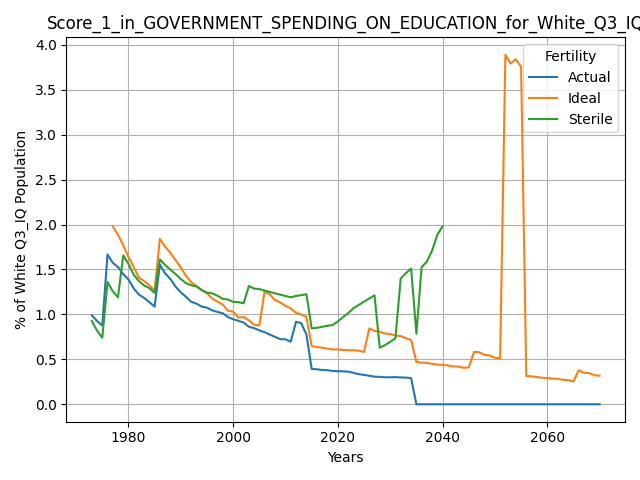 Score_1_in_GOVERNMENT_SPENDING_ON_EDUCATION_for_White_Q3_IQ
4.0
3.5
3.0
2.5
2.0
1.5
1.0
0.5
0.0
% of White Q3_IQ Population
Fertility
Actual
Ideal
Sterile
1980 2000 2020 2040 2060
Years